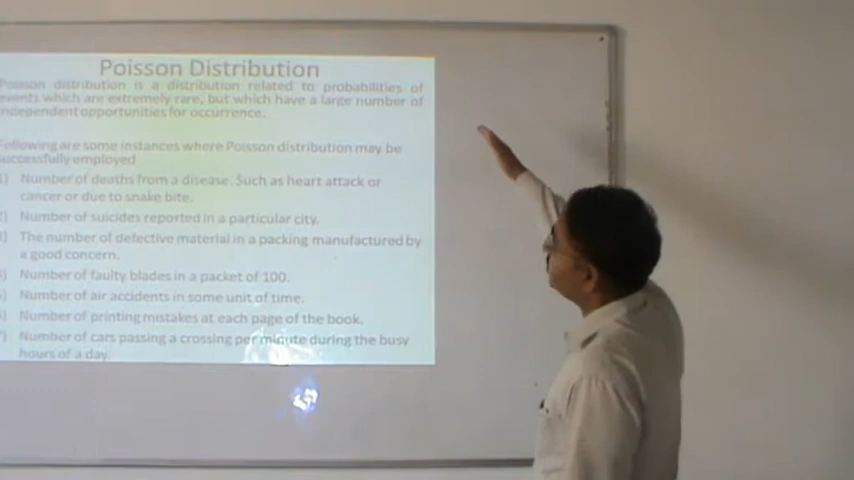 Poisson Distribution
Poisson distribution is a distribution related to probabilities of
events which are extremely rare, but which have a large number of
independent opportunities for occurrence.
Following are some instances where Poisson distribution may be
successfully employed
1) Number of deaths from a disease. Such as heart attack or
cancer or due to snake bite.
2) Number of suicides reported in a particular city.
3) The number of defective material in a packing manufactured by
a good concern.
4) Number of faulty blades in a packet of 100.
5) Number of air accidents in some unit of time.
6) Number of printing mistakes at each page of the book.
7) Number of cars passing a crossing per minute during the busy
hours of a day.